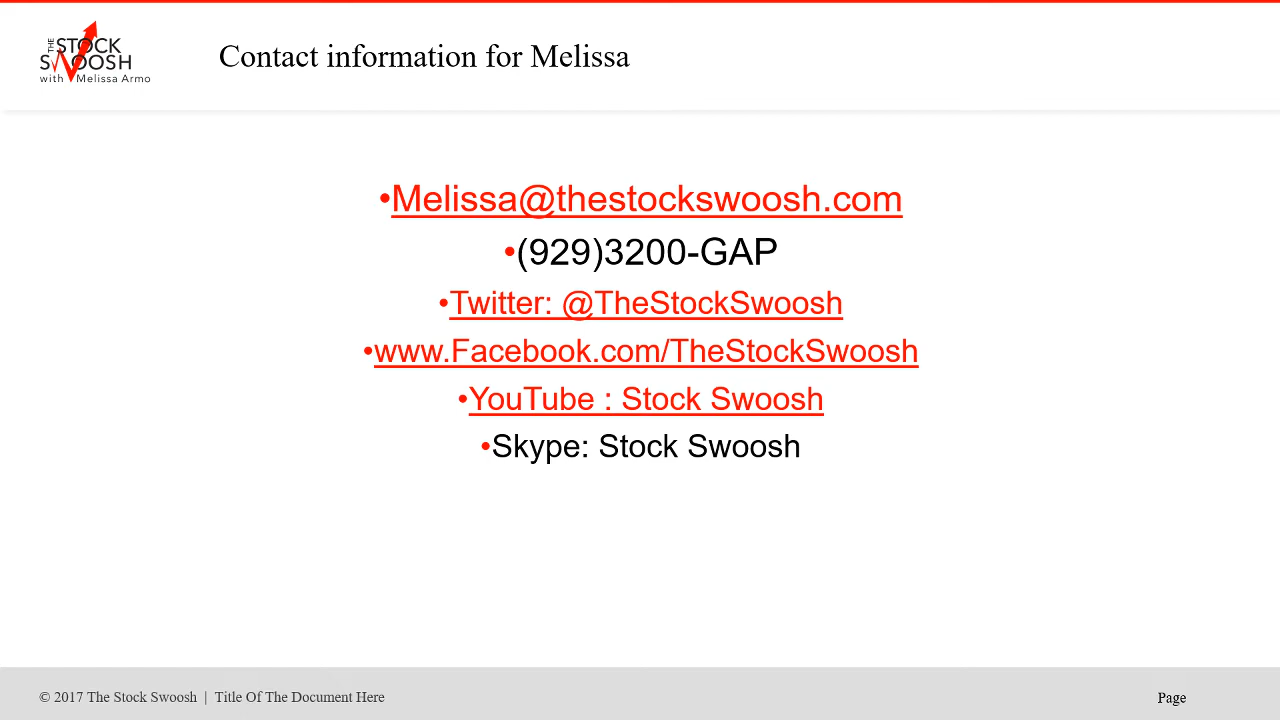 THE STOCK
SWOOSH
with Melissa Armo
Contact information for Melissa
•Melissa@thestockswoosh.com
•(929)3200-GAP
•Twitter: @TheStockSwoosh
•www.Facebook.com/TheStockSwoosh
•YouTube : Stock Swoosh
•Skype: Stock Swoosh
© 2017 The Stock Swoosh | Title Of The Document Here
Page